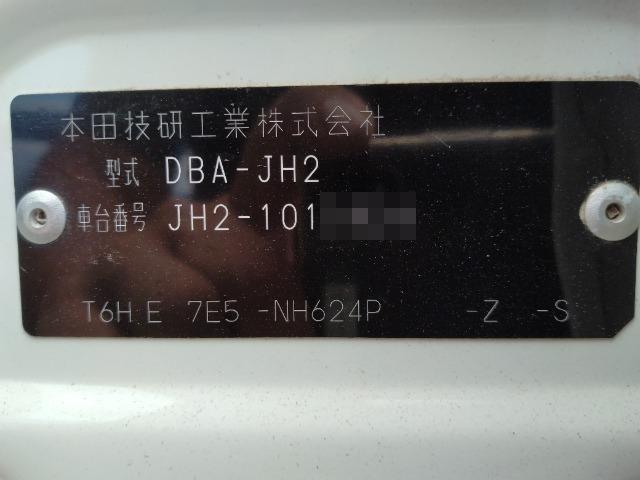 本田技研工業株式会社
型式 DBA-JH2
車台番号 JH2-101
T6H E 7E5 -NH624P -Z -S